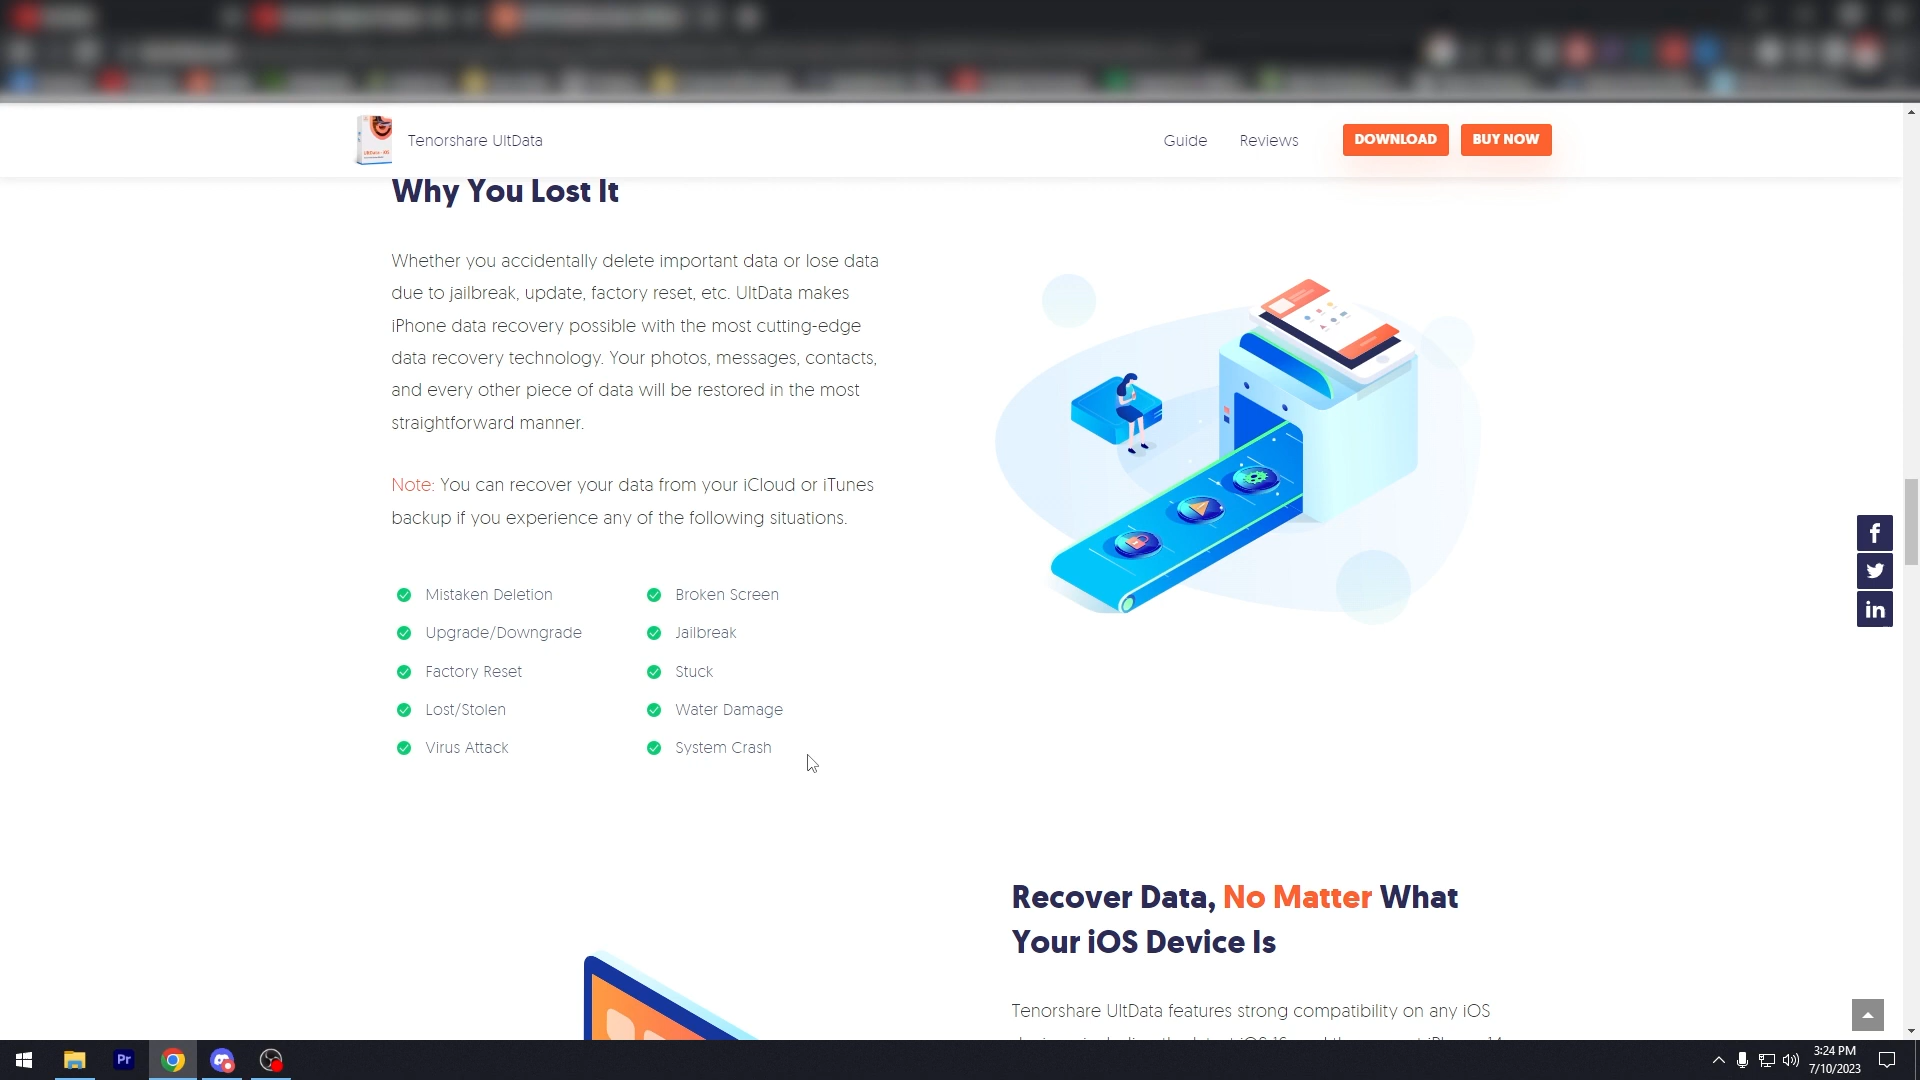 Tenorshare UltData
Guide
Reviews
DOWNLOAD
BUY NOW
Why You Lost It
Whether you accidentally delete important data or lose data
due to jailbreak, update, factory reset, etc. UltData makes
iPhone data recovery possible with the most cutting-edge
data recovery technology. Your photos, messages, contacts,
and every other piece of data will be restored in the most
straightforward manner.
Note: You can recover your data from your iCloud or iTunes
backup if you experience any of the following situations.
Mistaken Deletion
Broken Screen
Upgrade/Downgrade
Jailbreak
Factory Reset
Stuck
Lost/Stolen
Water Damage
Virus Attack
System Crash
Recover Data, No Matter What
Your iOS Device Is
Tenorshare UltData features strong compatibility on any iOS
Pr
3:24 PM
7/10/2023